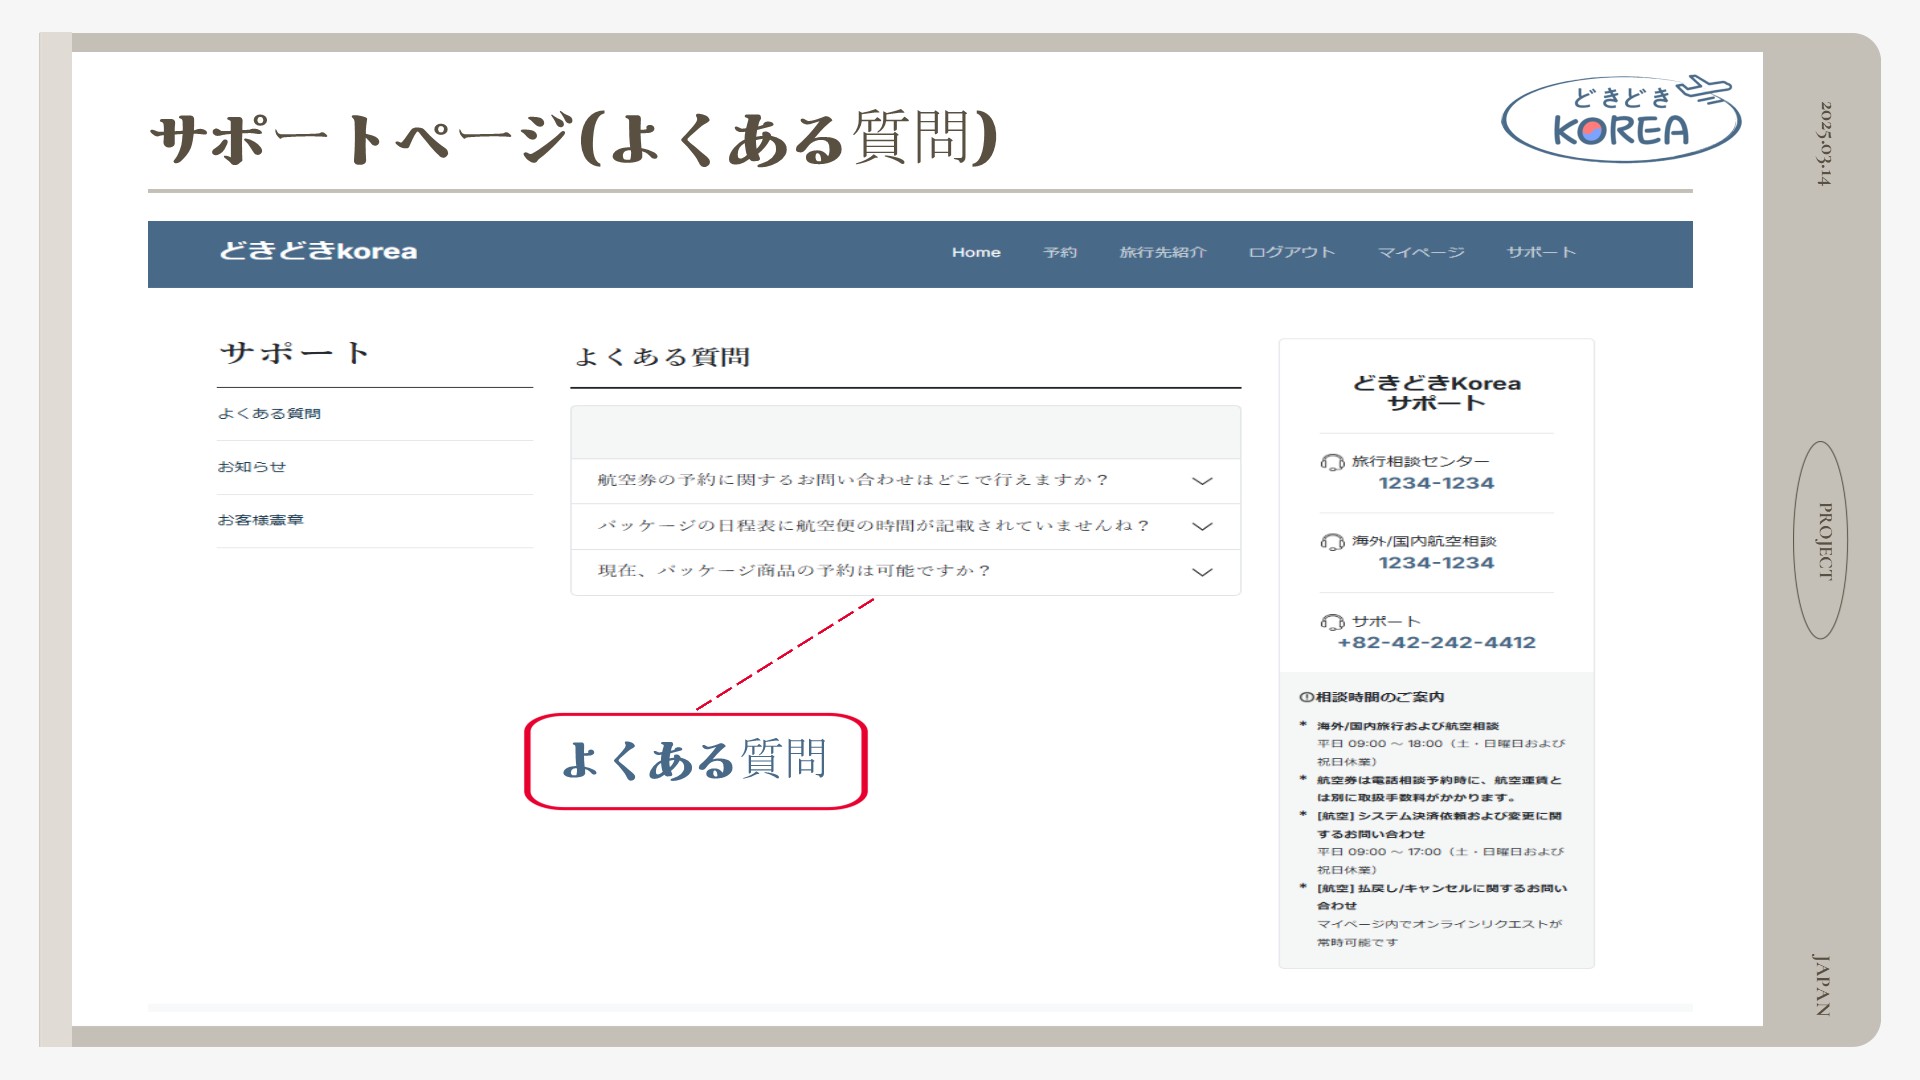 サポートページ(よくある質問)
どきどき
KOREA
2025.03.14
どきどきkorea
Home 予約 旅行先紹介 ログアウト マイページ サポート
サポート
よくある質問
お知らせ
お客様憲章
よくある質問
航空券の予約に関するお問い合わせはどこで行えますか？
パッケージの日程表に航空便の時間が記載されていませんね？
現在、パッケージ商品の予約は可能ですか？
よくある質問
どきどきKorea
サポート
旅行相談センター
1234-1234
海外/国内航空相談
1234-1234
サポート
+82-42-242-4412
相談時間のご案内
* 海外/国内旅行および航空相談
平日 09:00 ～ 18:00（土・日曜日および
祝日休業）
* 航空券は電話相談予約時に、航空運賃と
は別に取扱手数料がかかります。
* [航空] システム決済依頼および変更に関
するお問い合わせ
平日 09:00 ～ 17:00（土・日曜日および
祝日休業）
* [航空] 払戻し/キャンセルに関するお問い
合わせ
マイページ内でオンラインリクエストが
常時可能です
PROJECT
JAPAN